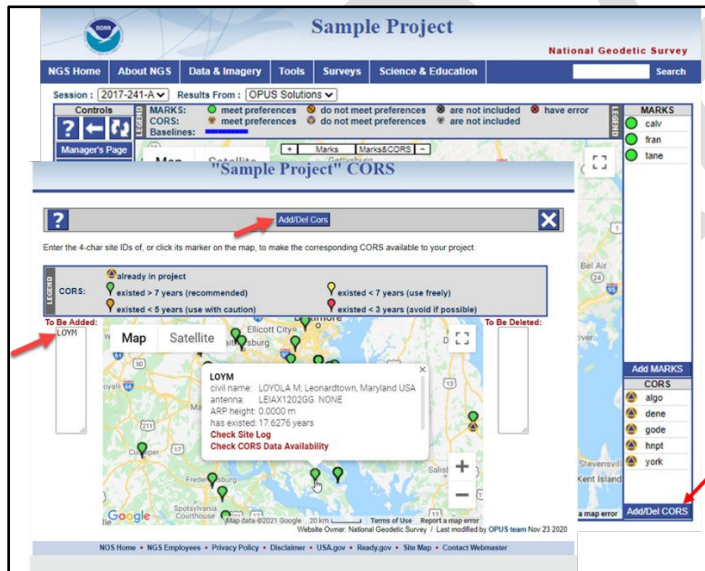 Sample Project
National Geodetic Survey
NGS Home About NGS Data & Imagery Tools Surveys Science & Education Search
Session : 2017-241-A Results From : OPUS Solutions
Controls
LEGEND
MARKS: meet preferences do not meet preferences are not included have error
CORS: meet preferences do not meet preferences are not included
Baselines:
LEGEND
MARKS
calv
fran
tane
Manager's Page
+ Marks Marks&CORS -
Gettysburg
Map Satellite
"Sample Project" CORS
? Add/Del Cors X
Enter the 4-char site IDs of, or click its marker on the map, to make the corresponding CORS available to your project.
LEGEND
CORS:
already in project
existed > 7 years (recommended) existed < 7 years (use freely)
existed < 5 years (use with caution) existed < 3 years (avoid if possible)
To Be Added:
LOYM
To Be Deleted:
Map Satellite
Ellicott City
LOYM
civil name: LOYOLA M; Leonardtown, Maryland USA
antenna: LEIAX1202GG NONE
ARP height: 0.0000 m
has existed: 17.6276 years
Check Site Log
Check CORS Data Availability
Spotsylvania
Courthouse
Google
Map data ©2021 Google 20 km Terms of Use Report a map error
Website Owner: National Geodetic Survey / Last modified by OPUS team Nov 23 2020
NOS Home • NGS Employees • Privacy Policy • Disclaimer • USA.gov • Ready.gov • Site Map • Contact Webmaster
Bel Air
Kent Island
a map error
Add MARKS
CORS
algo
dene
gode
hnpt
york
Add/Del CORS